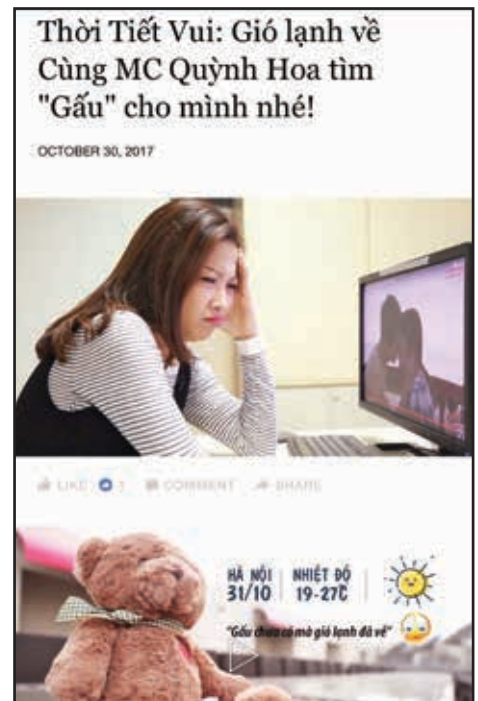 Thời Tiết Vui: Gió lạnh về
Cùng MC Quỳnh Hoa tìm
"Gấu" cho mình nhé!
OCTOBER 30, 2017
LIKE 1 COMMENT SHARE
HÀ NỘI NHIỆT ĐỘ
31/10 19-27C
"Gấu chưa có mà gió lạnh đã về"